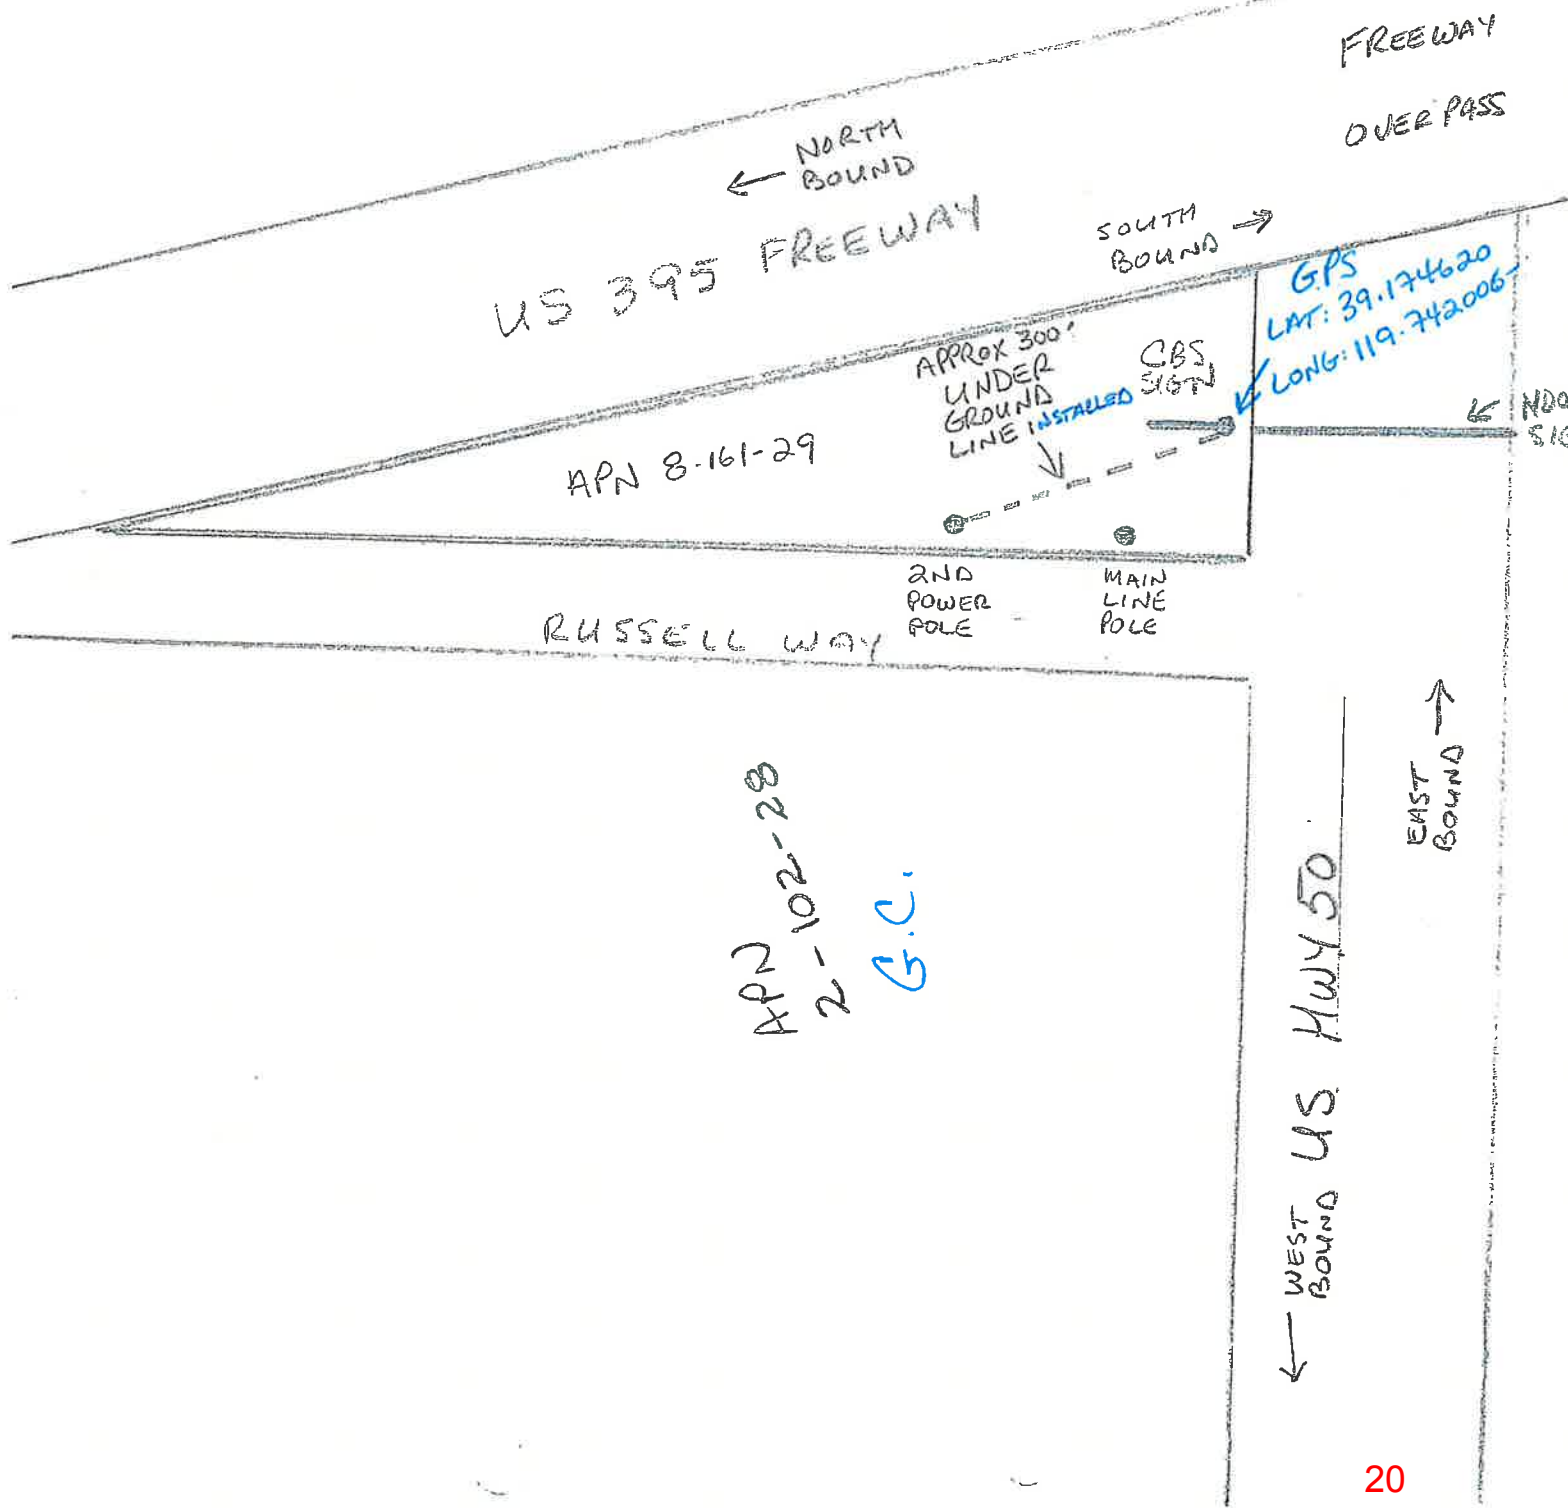 FREEWAY
OVERPASS
NORTH
BOUND
US 395 FREEWAY
SOUTH
BOUND
GPS
LAT: 39.174620
LONG: 119.742006-
APPROX 300'
UNDER
GROUND
LINE INSTALLED
CBS
SIGN
APN 8-161-29
2ND
POWER
POLE
MAIN
LINE
POLE
RUSSELL WAY
APN
2-102-28
G.C.
EAST
BOUND
US HWY 50
WEST
BOUND
20